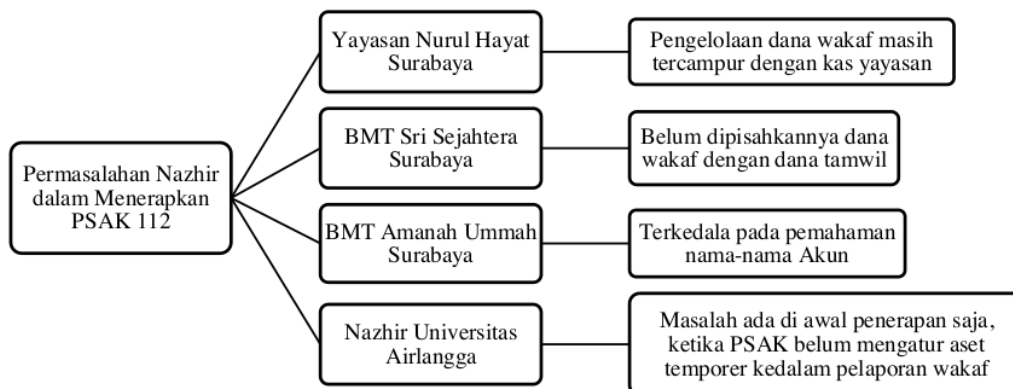 Permasalahan Nazhir
dalam Menerapkan
PSAK 112
Yayasan Nurul Hayat
Surabaya
Pengelolaan dana wakaf masih
tercampur dengan kas yayasan
BMT Sri Sejahtera
Surabaya
Belum dipisahkannya dana
wakaf dengan dana tamwil
BMT Amanah Ummah
Surabaya
Terkedala pada pemahaman
nama-nama Akun
Nazhir Universitas
Airlangga
Masalah ada di awal penerapan saja,
ketika PSAK belum mengatur aset
temporer kedalam pelaporan wakaf